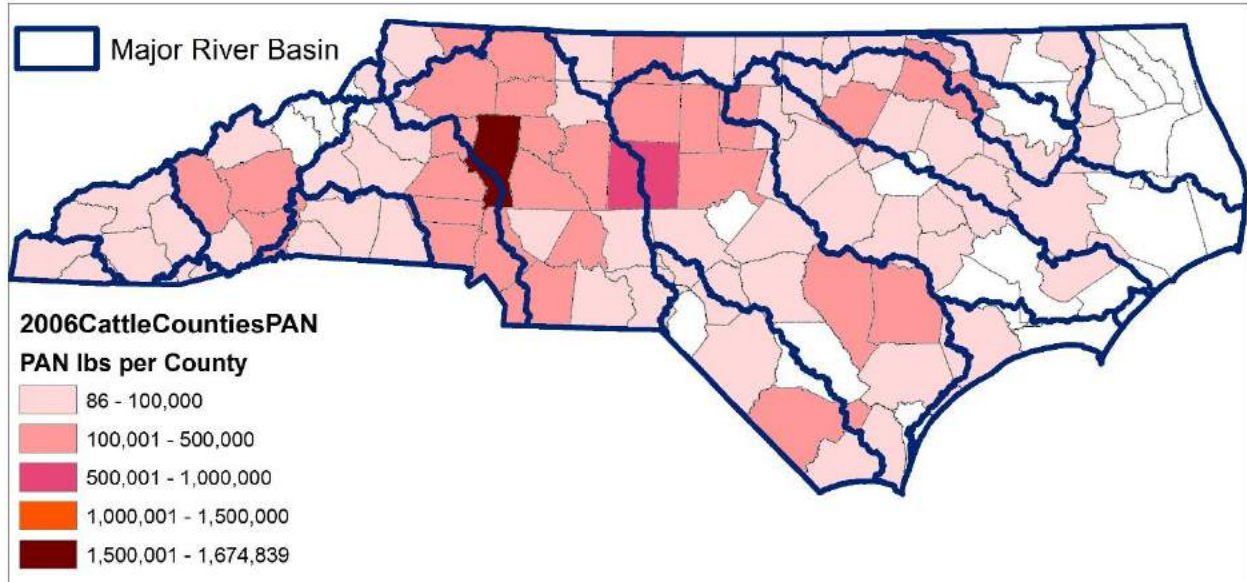 Major River Basin
2006CattleCountiesPAN
PAN lbs per County
86 - 100,000
100,001 - 500,000
500,001 - 1,000,000
1,000,001 - 1,500,000
1,500,001 - 1,674,839